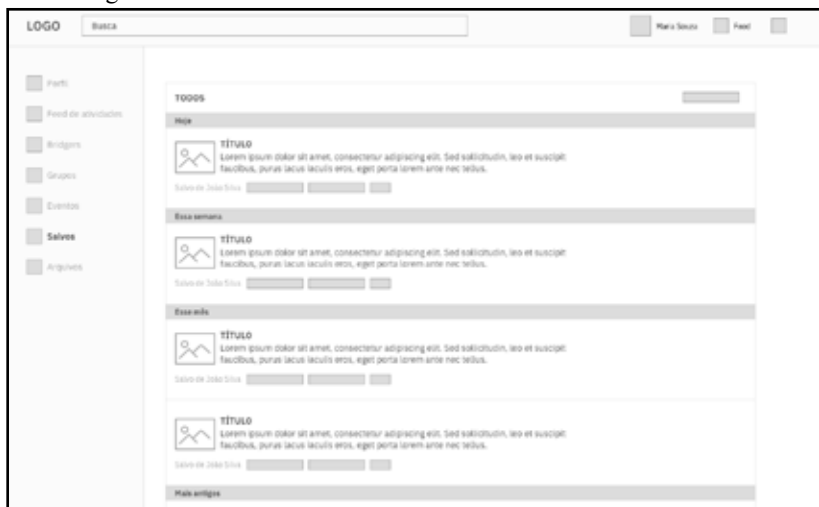 LOGO
Busca
Mara Souza
Feed
Perfil
Feed de atividades
Bridgers
Grupos
Eventos
Salvos
Arquivos
TODOS
Hoje
TÍTULO
Lorem ipsum dolor sit amet, consectetur adipiscing elit. Sed sollicitudin, leo et suscipit
faucibus, purus lacus iaculis eros, eget porta lorem ante nec tellus.
Salvo de João Silva
Essa semana
TÍTULO
Lorem ipsum dolor sit amet, consectetur adipiscing elit. Sed sollicitudin, leo et suscipit
faucibus, purus lacus iaculis eros, eget porta lorem ante nec tellus.
Salvo de João Silva
Esse mês
TÍTULO
Lorem ipsum dolor sit amet, consectetur adipiscing elit. Sed sollicitudin, leo et suscipit
faucibus, purus lacus iaculis eros, eget porta lorem ante nec tellus.
Salvo de João Silva
TÍTULO
Lorem ipsum dolor sit amet, consectetur adipiscing elit. Sed sollicitudin, leo et suscipit
faucibus, purus lacus iaculis eros, eget porta lorem ante nec tellus.
Salvo de João Silva
Mais antigos